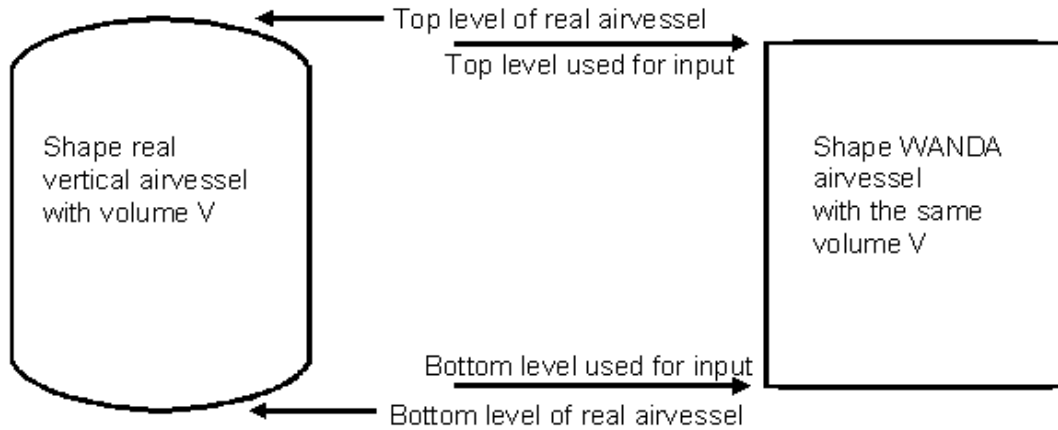 Top level of real airvessel
Top level used for input
Shape real
vertical airvessel
with volume V
Shape WANDA
airvessel
with the same
volume V
Bottom level used for input
Bottom level of real airvessel